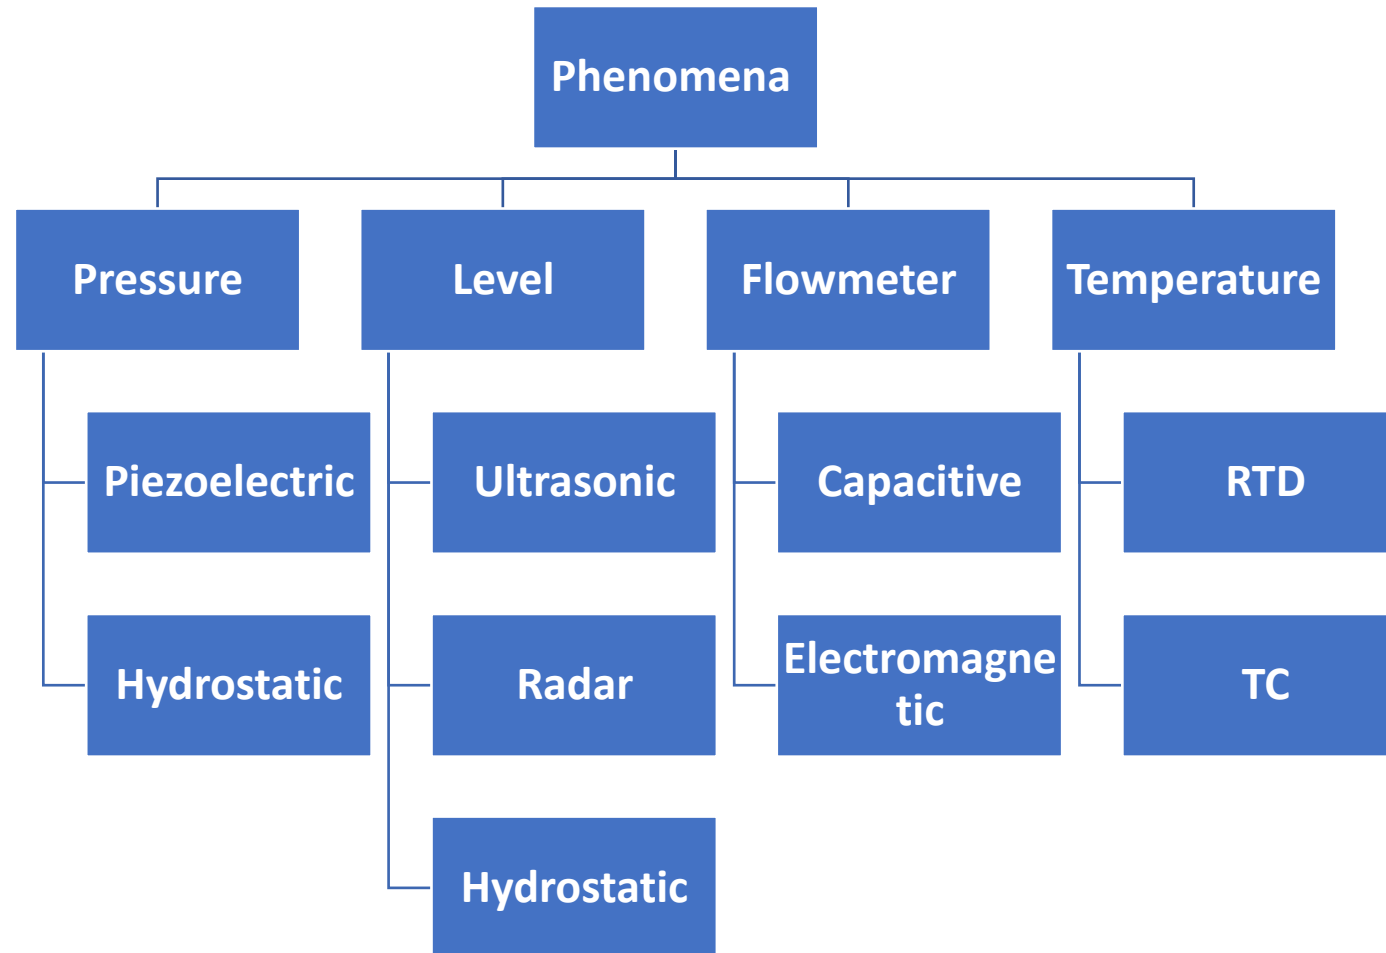 Phenomena
Pressure
Level
Flowmeter
Temperature
Piezoelectric
Ultrasonic
Capacitive
RTD
Hydrostatic
Radar
Electromagne
tic
TC
Hydrostatic